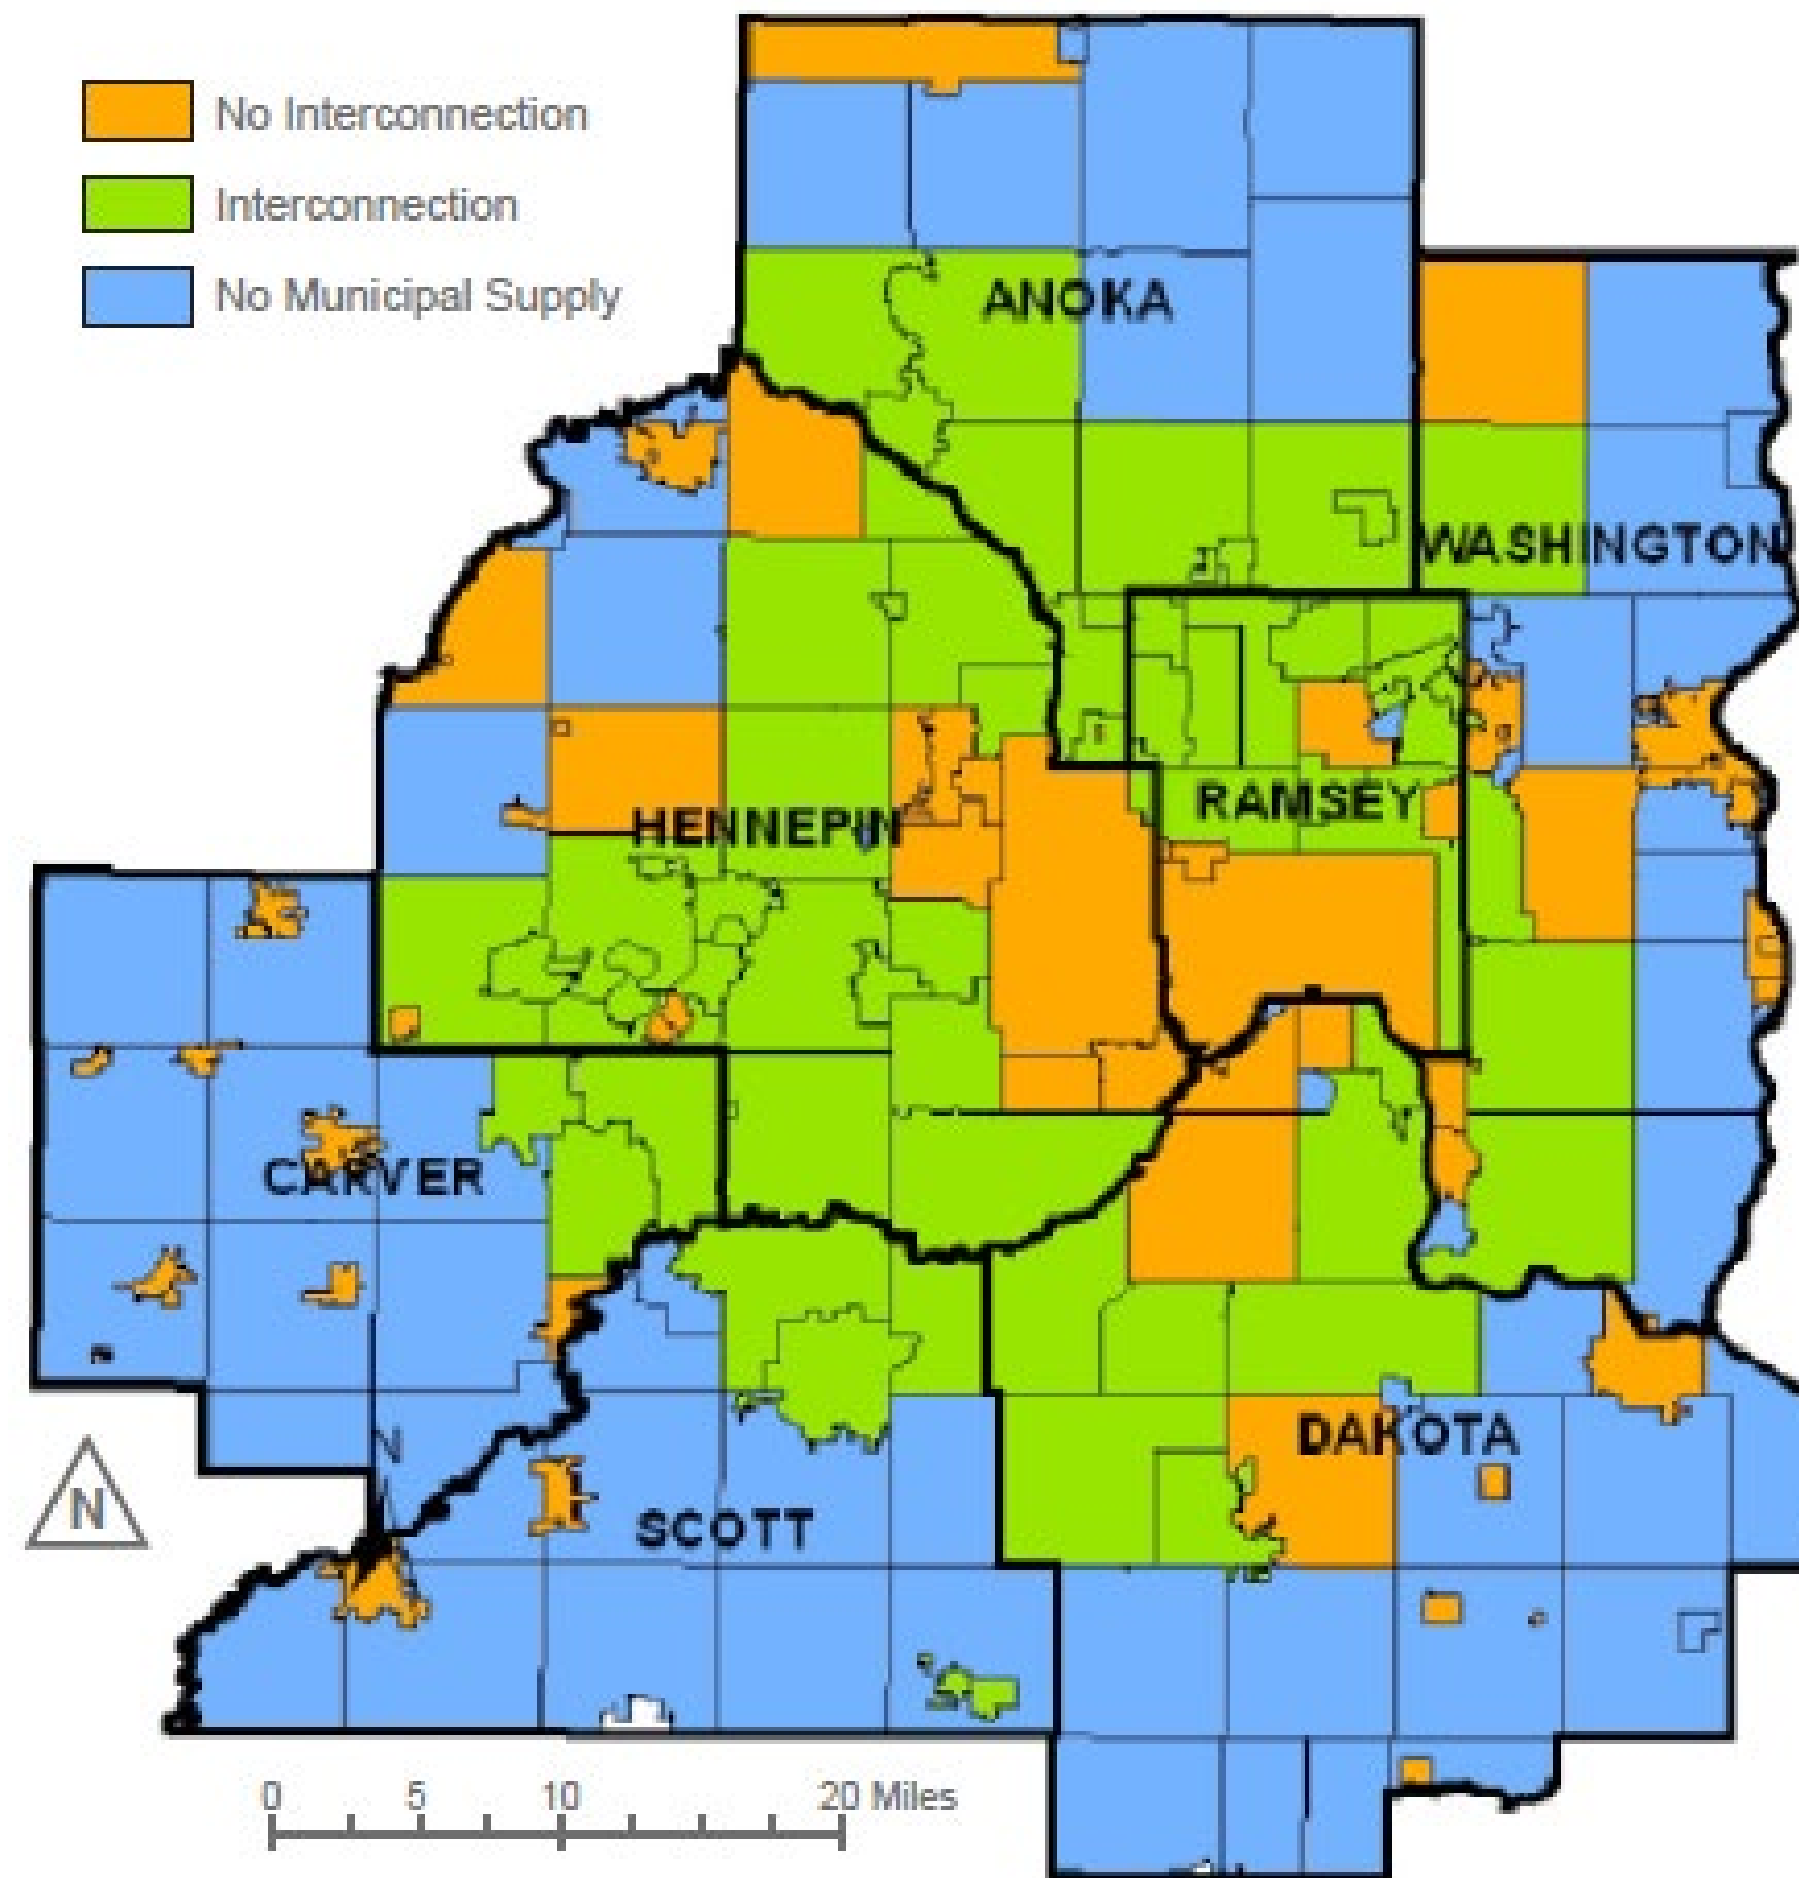 No Interconnection
Interconnection
No Municipal Supply
ANOKA
WASHINGTON
RAMSEY
HENNEPIN
CARVER
DAKOTA
N
N
SCOTT
0 5 10 20 Miles